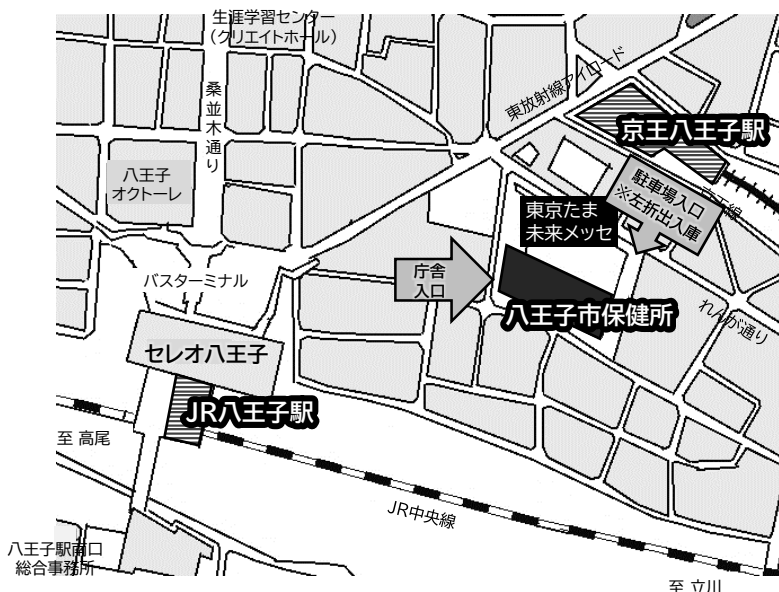 生涯学習センター
（クリエイトホール）
桑並木通り
東放射線アイロード
京王八王子駅
八王子
オクトーレ
駐車場入口
※左折出入庫
京王線
東京たま
未来メッセ
バスターミナル
庁舎
入口
八王子市保健所
れんが通り
セレオ八王子
JR八王子駅
至 高尾
JR中央線
八王子駅南口
総合事務所
至 立川